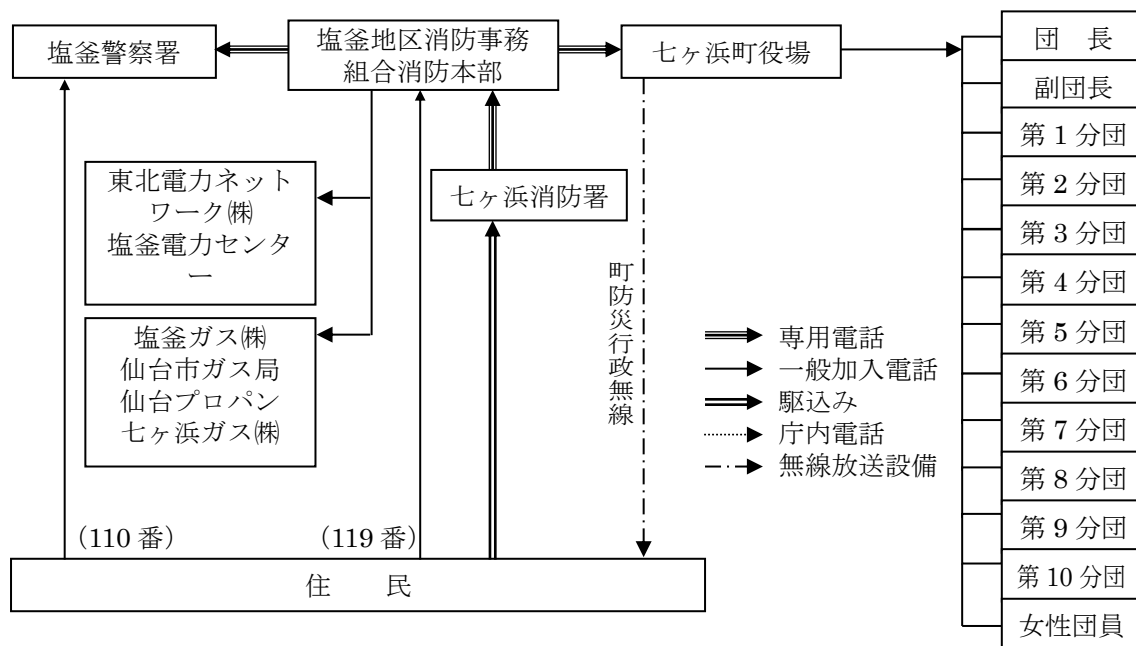 塩釜警察署
塩釜地区消防事務
組合消防本部
七ヶ浜町役場
団　長
副団長
第1分団
第2分団
第3分団
第4分団
第5分団
第6分団
第7分団
第8分団
第9分団
第10分団
女性団員
東北電力ネット
ワーク㈱
塩釜電力センタ
ー
七ヶ浜消防署
塩釜ガス㈱
仙台市ガス局
仙台プロパン
七ヶ浜ガス㈱
町防災行政無線
専用電話
一般加入電話
駆込み
庁内電話
無線放送設備
（110番）
（119番）
住　　民